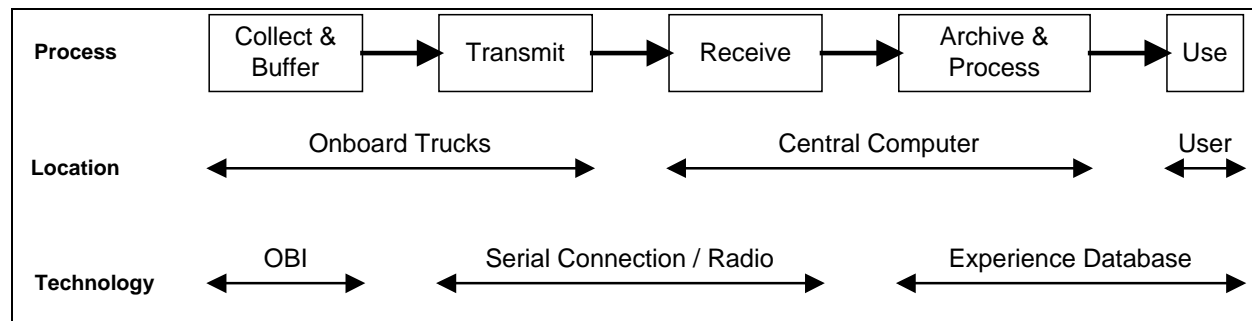 Process
Collect &
Buffer
Transmit
Receive
Archive &
Process
Use
Location
Onboard Trucks
Central Computer
User
Technology
OBI
Serial Connection / Radio
Experience Database